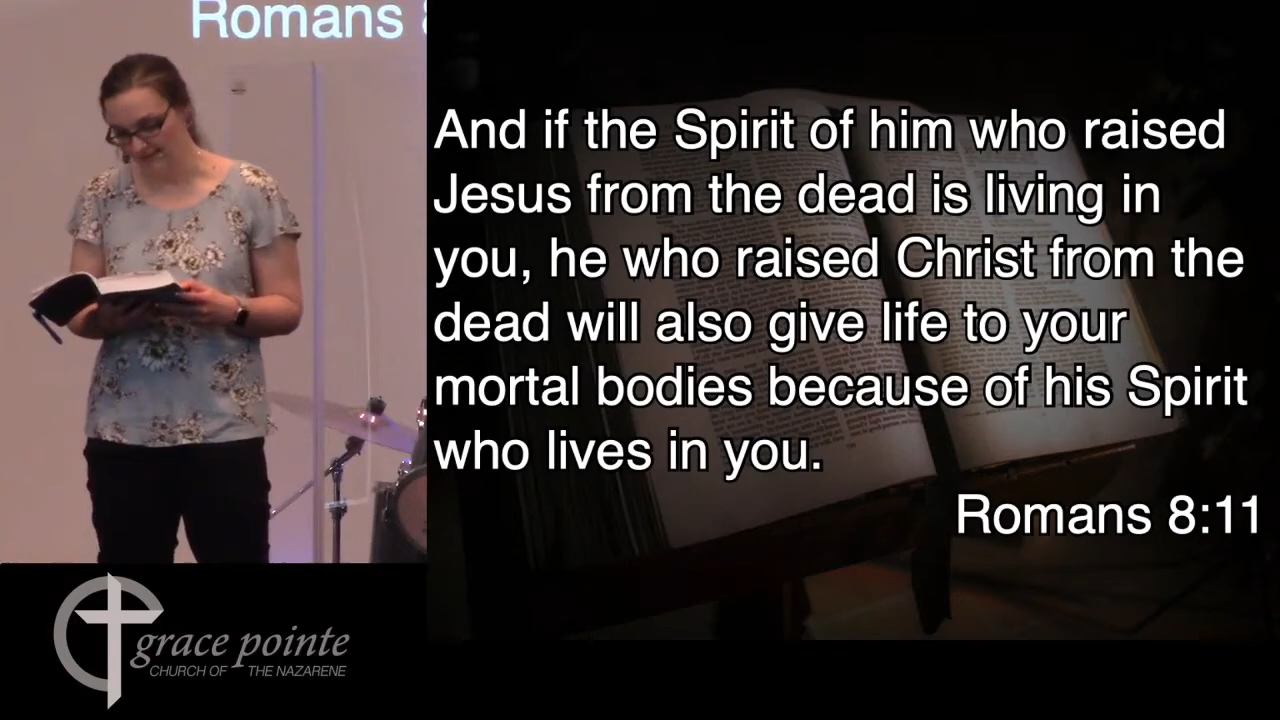 Romans
And if the Spirit of him who raised
Jesus from the dead is living in
you, he who raised Christ from the
dead will also give life to your
mortal bodies because of his Spirit
who lives in you.
Romans 8:11
grace pointe
CHURCH OF THE NAZARENE